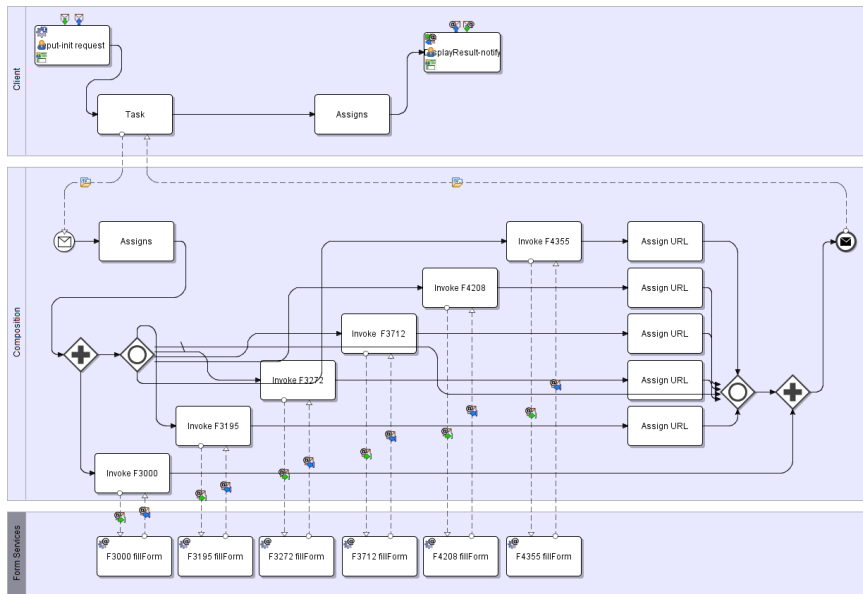 Client
put-init request
splayResult-notify
Task
Assigns
Composition
Assigns
Invoke F4355
Assign URL
Invoke F4208
Assign URL
Invoke F3712
Assign URL
Invoke F3272
Assign URL
Invoke F3195
Assign URL
Invoke F3000
Form Services
F3000 fillForm
F3195 fillForm
F3272 fillForm
F3712 fillForm
F4208 fillForm
F4355 fillForm